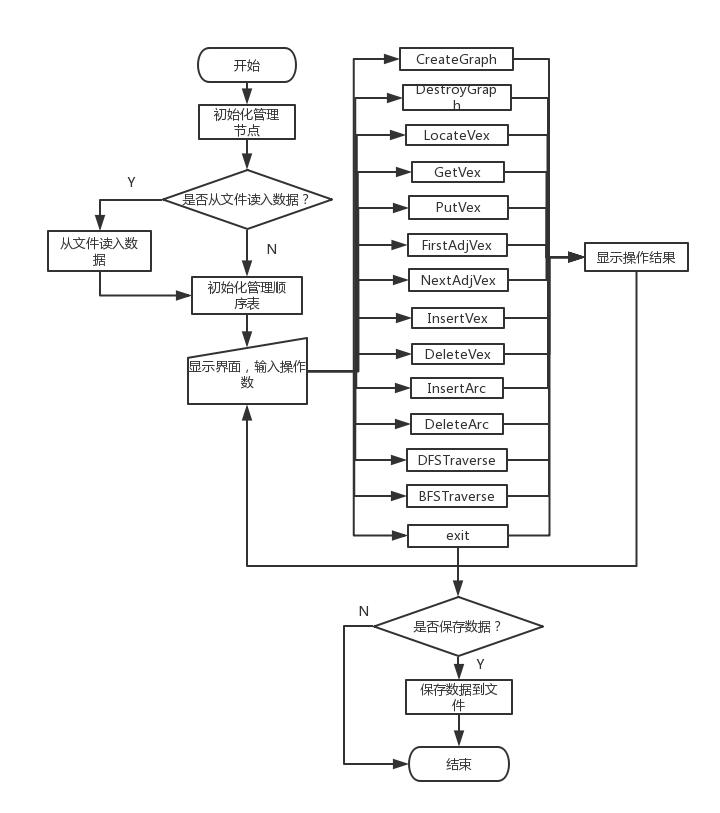 开始
初始化管理
节点
是否从文件读入数据？
Y
从文件读入数
据
N
初始化管理顺
序表
显示界面，输入操作
数
CreateGraph
DestroyGrap
h
LocateVex
GetVex
PutVex
FirstAdjVex
NextAdjVex
InsertVex
DeleteVex
InsertArc
DeleteArc
DFSTraverse
BFSTraverse
exit
显示操作结果
是否保存数据？
N
Y
保存数据到文
件
结束